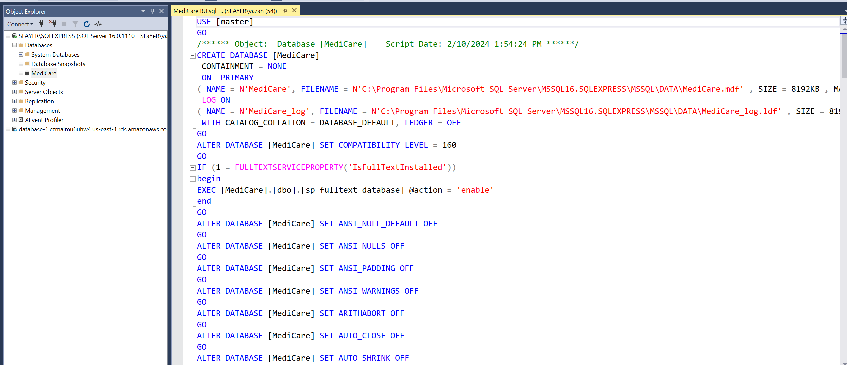 Object Explorer
Connect
Databases
System Databases
Database Snapshots
MediCare
Security
Server Objects
Replication
Management
XEvent Profiler
USE [master]
GO
/****** Object: Database [MediCare] Script Date: 2/10/2024 1:54:24 PM ******/
CREATE DATABASE [MediCare]
CONTAINMENT = NONE
ON PRIMARY
( NAME = N'MediCare', FILENAME = N'C:\Program Files\Microsoft SQL Server\MSSQL16.SQLEXPRESS\MSSQL\DATA\MediCare.mdf' , SIZE = 8192KB , MA
LOG ON
( NAME = N'MediCare_log', FILENAME = N'C:\Program Files\Microsoft SQL Server\MSSQL16.SQLEXPRESS\MSSQL\DATA\MediCare_log.ldf' , SIZE = 819
WITH CATALOG_COLLATION = DATABASE_DEFAULT, LEDGER = OFF
GO
ALTER DATABASE [MediCare] SET COMPATIBILITY_LEVEL = 160
GO
IF (1 = FULLTEXTSERVICEPROPERTY('IsFullTextInstalled'))
begin
EXEC [MediCare].[dbo].[sp_fulltext_database] @action = 'enable'
end
GO
ALTER DATABASE [MediCare] SET ANSI_NULL_DEFAULT OFF
GO
ALTER DATABASE [MediCare] SET ANSI_NULLS OFF
GO
ALTER DATABASE [MediCare] SET ANSI_PADDING OFF
GO
ALTER DATABASE [MediCare] SET ANSI_WARNINGS OFF
GO
ALTER DATABASE [MediCare] SET ARITHABORT OFF
GO
ALTER DATABASE [MediCare] SET AUTO_CLOSE OFF
GO
ALTER DATABASE [MediCare] SET AUTO_SHRINK OFF